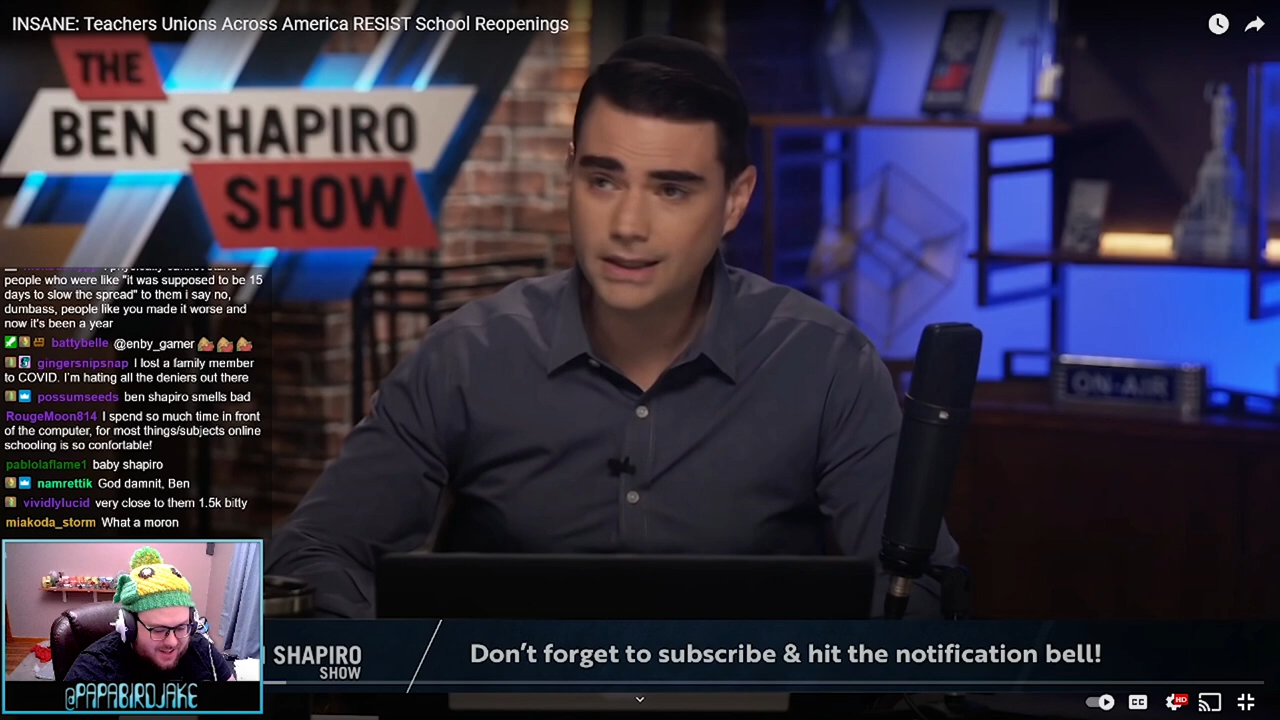 INSANE: Teachers Unions Across America RESIST School Reopenings
THE
BEN SHAPIRO
SHOW
people who were like "it was supposed to be 15
days to slow the spread" to them i say no,
dumbass, people like you made it worse and
now it's been a year
battybelle @enby_gamer
gingersnipsnap I lost a family member
to COVID. I'm hating all the deniers out there
possumseeds ben shapiro smells bad
RougeMoon814 I spend so much time in front
of the computer, for most things/subjects online
schooling is so confortable!
pablolaflame1 baby shapiro
namrettik God damnit, Ben
vividlylucid very close to them 1.5k bitty
miakoda_storm What a moron
ON-AIR
@PAPABIRDJAKE
SHAPIRO
SHOW
Don't forget to subscribe & hit the notification bell!
CC
HD